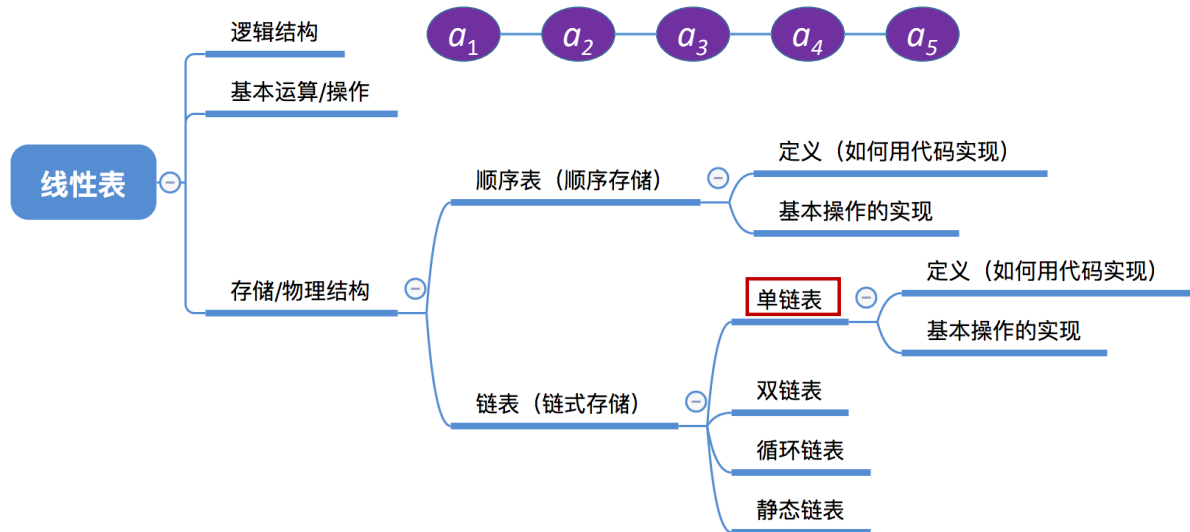 逻辑结构
a1 a2 a3 a4 a5
基本运算/操作
线性表
存储/物理结构
顺序表（顺序存储）
定义（如何用代码实现）
基本操作的实现
链表（链式存储）
单链表
定义（如何用代码实现）
基本操作的实现
双链表
循环链表
静态链表